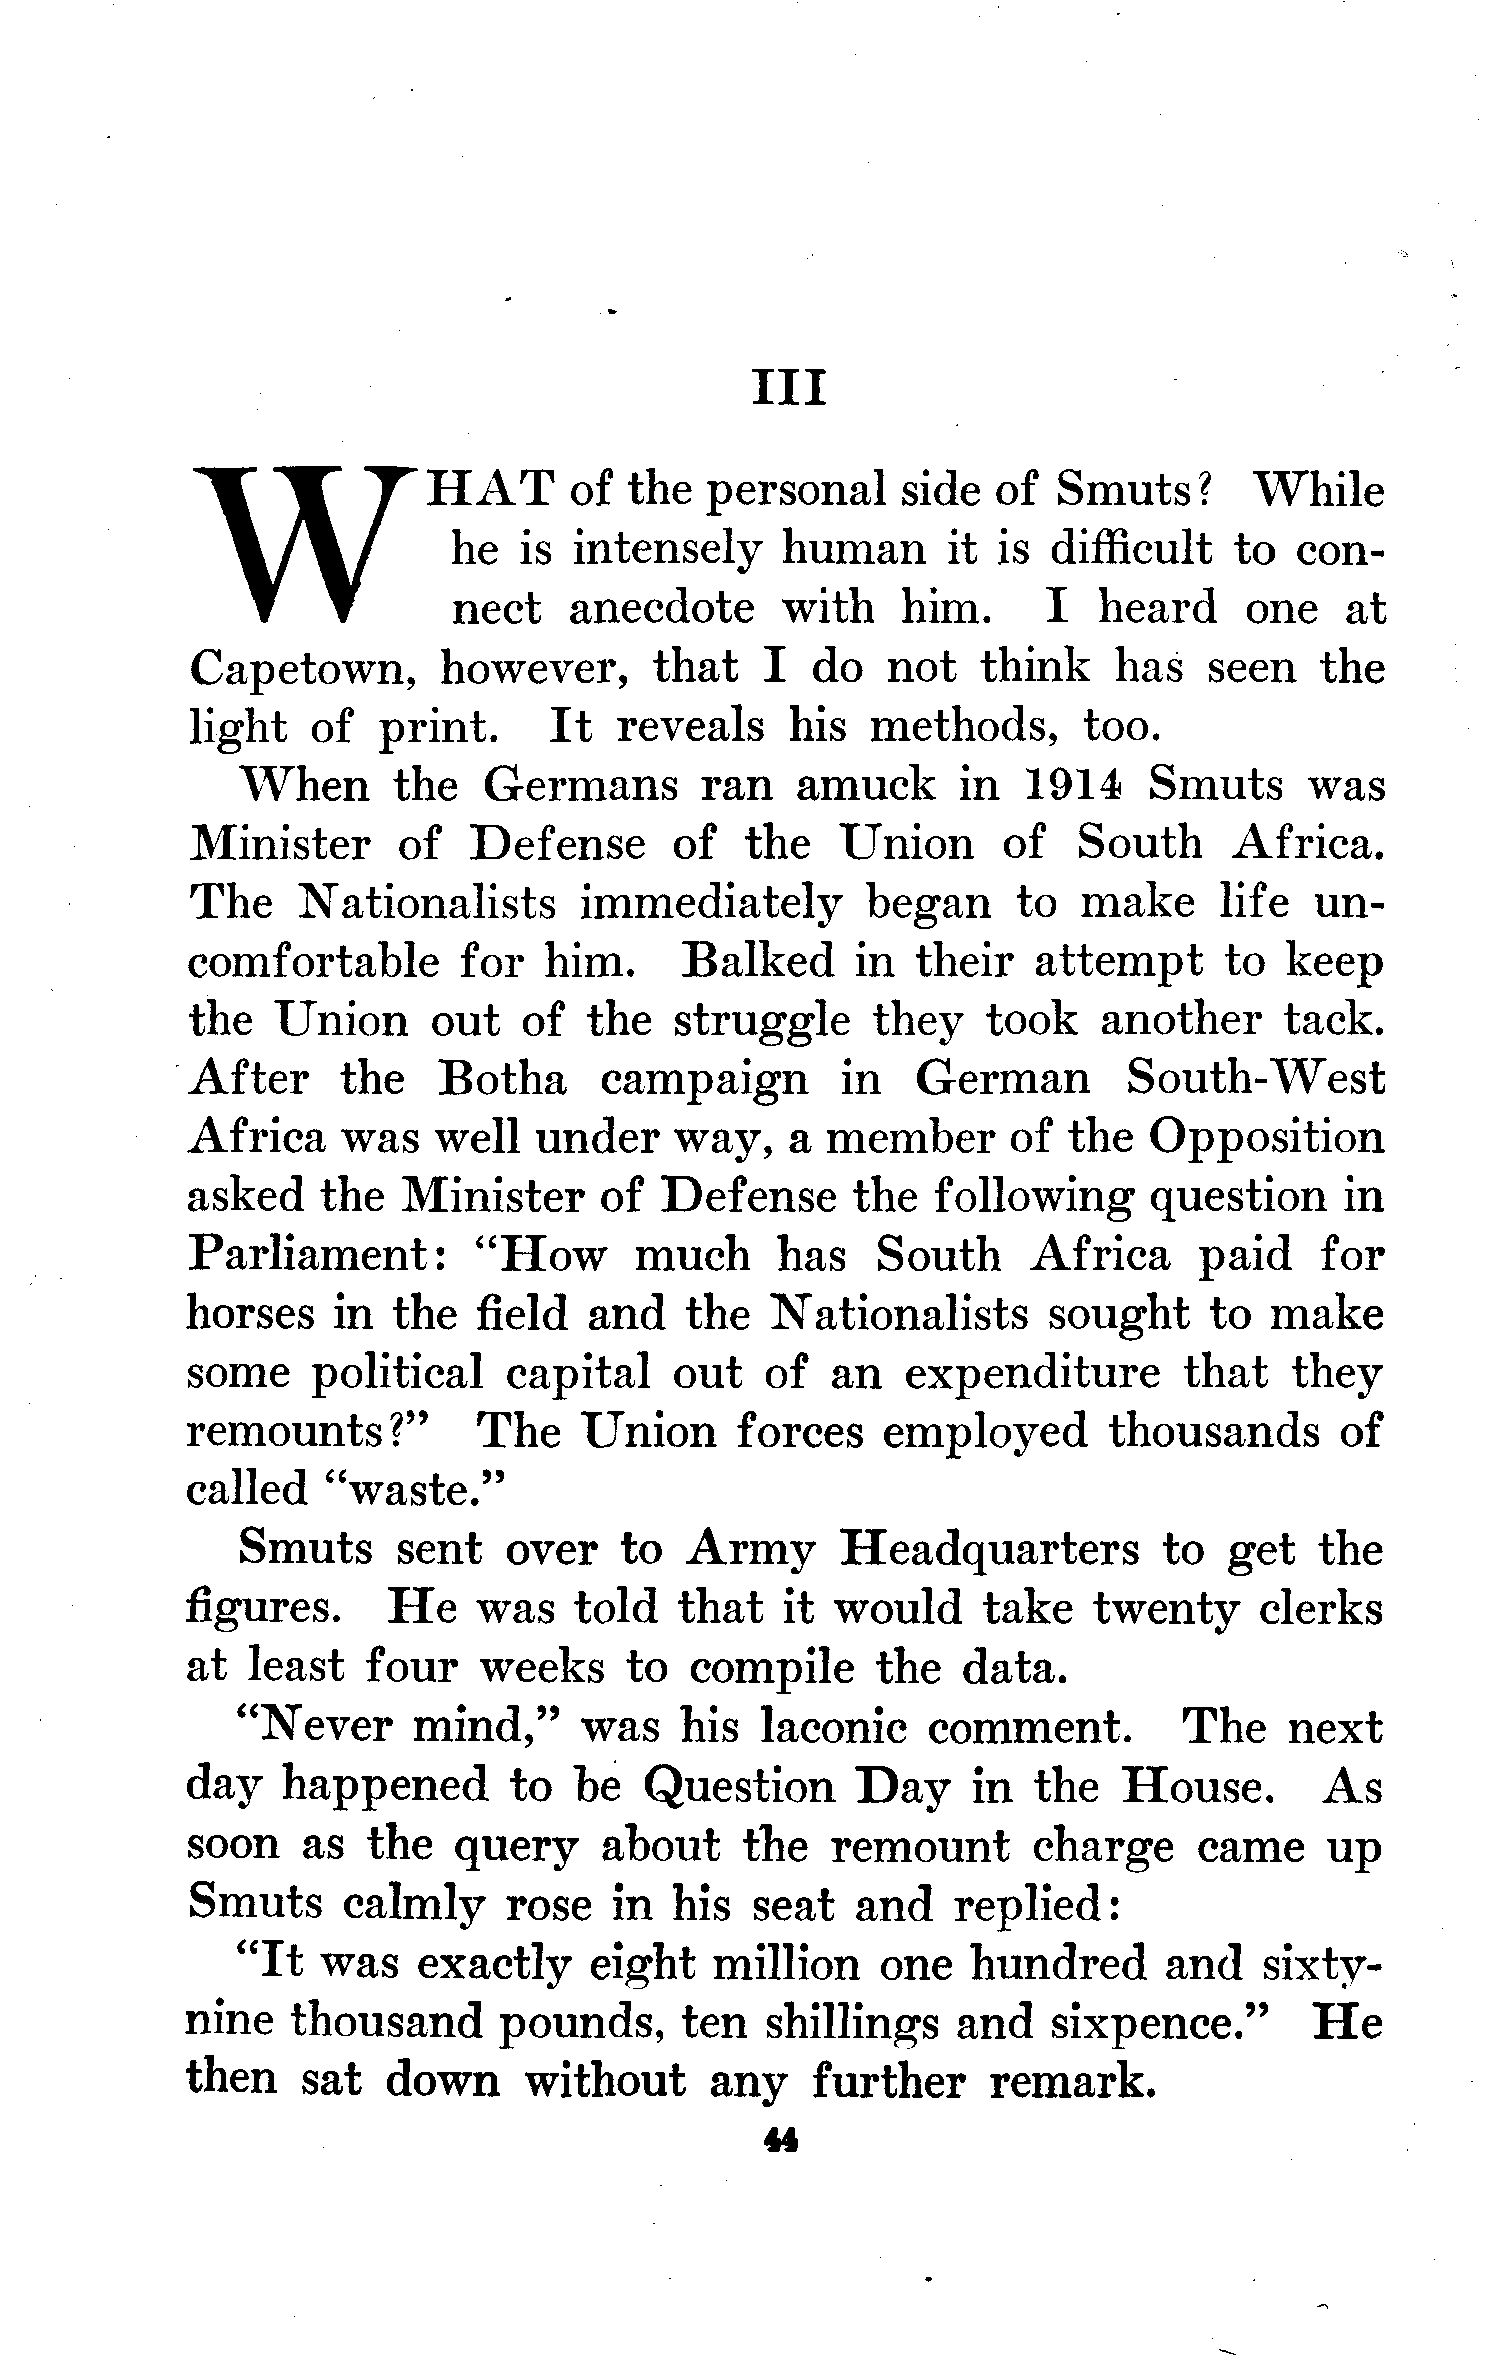 III
WHAT of the personal side of Smuts? While
he is intensely human it is difficult to con-
nect anecdote with him. I heard one at
Capetown, however, that I do not think has seen the
light of print. It reveals his methods, too.
When the Germans ran amuck in 1914 Smuts was
Minister of Defense of the Union of South Africa.
The Nationalists immediately began to make life un-
comfortable for him. Balked in their attempt to keep
the Union out of the struggle they took another tack.
After the Botha campaign in German South-West
Africa was well under way, a member of the Opposition
asked the Minister of Defense the following question in
Parliament: "How much has South Africa paid for
horses in the field and the Nationalists sought to make
some political capital out of an expenditure that they
remounts?" The Union forces employed thousands of
called "waste."
Smuts sent over to Army Headquarters to get the
figures. He was told that it would take twenty clerks
at least four weeks to compile the data.
"Never mind," was his laconic comment. The next
day happened to be Question Day in the House. As
soon as the query about the remount charge came up
Smuts calmly rose in his seat and replied:
"It was exactly eight million one hundred and sixty-
nine thousand pounds, ten shillings and sixpence." He
then sat down without any further remark.
44